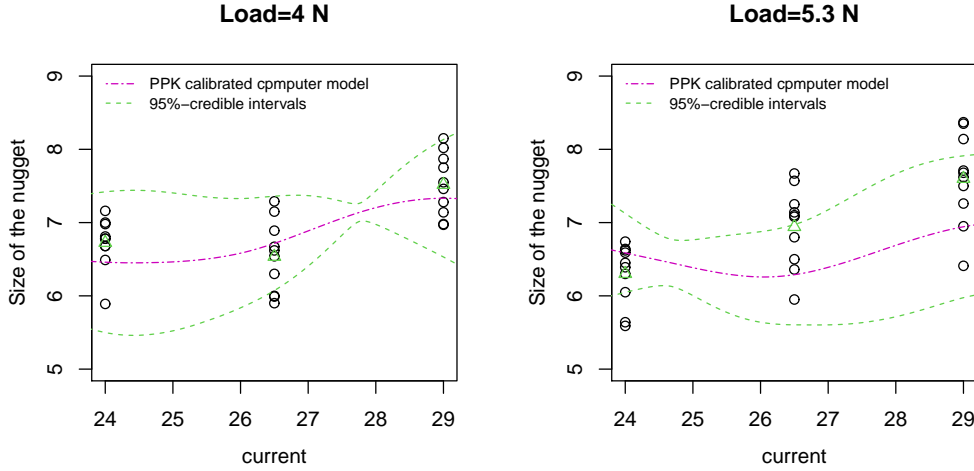 Load=4 N
PPK calibrated cpmputer model
95%−credible intervals
Size of the nugget
9
8
7
6
5
24 25 26 27 28 29
current
Load=5.3 N
PPK calibrated cpmputer model
95%−credible intervals
Size of the nugget
9
8
7
6
5
24 25 26 27 28 29
current